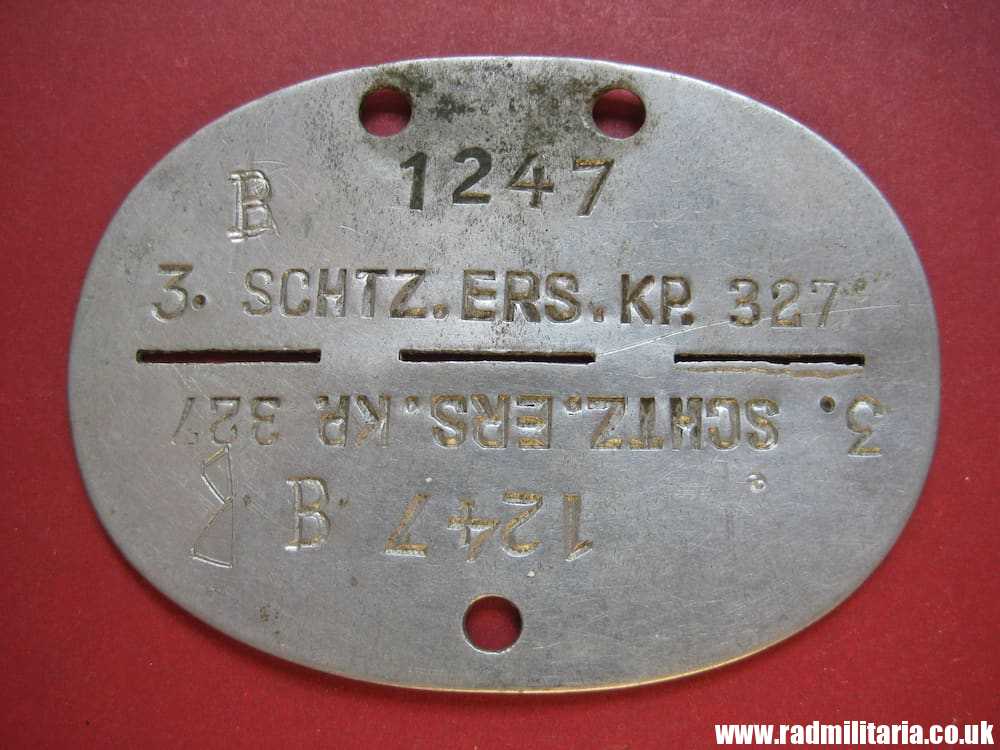 1247
B
3. SCHTZ.ERS.KP. 327
3. SCHTZ.ERS.KP. 327
B 1247
B
www.radmilitaria.co.uk